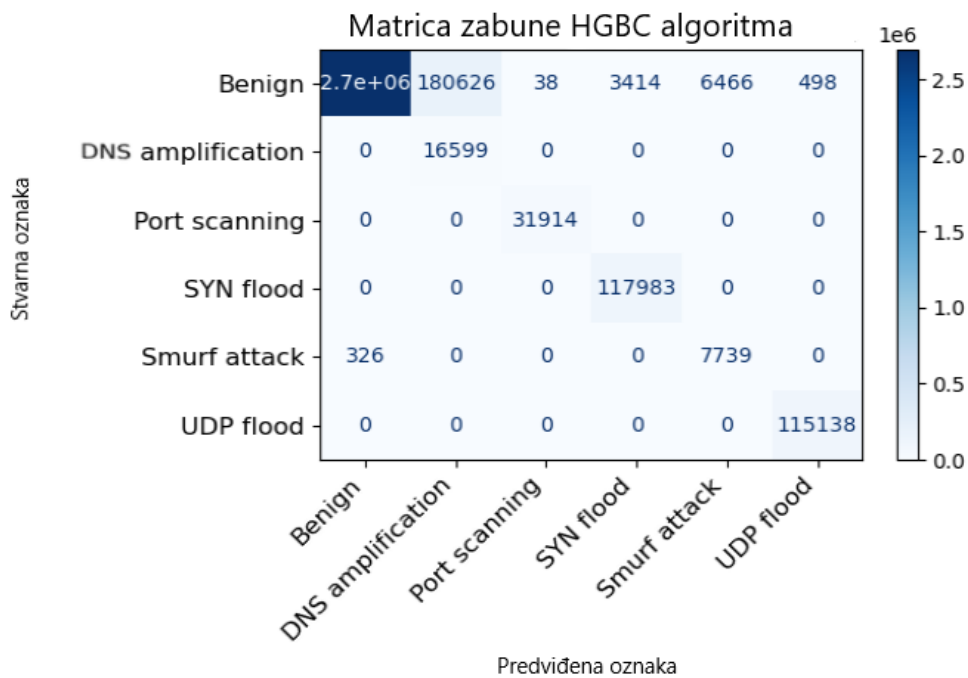 Matrica zabune HGBC algoritma
1e6
Benign 2.7e+06 180626 38 3414 6466 498
DNS amplification 0 16599 0 0 0 0
Port scanning 0 0 31914 0 0 0
SYN flood 0 0 0 117983 0 0
Smurf attack 326 0 0 0 7739 0
UDP flood 0 0 0 0 0 115138
Stvarna oznaka
Benign
DNS amplification
Port scanning
SYN flood
Smurf attack
UDP flood
Predviđena oznaka
2.5
2.0
1.5
1.0
0.5
0.0